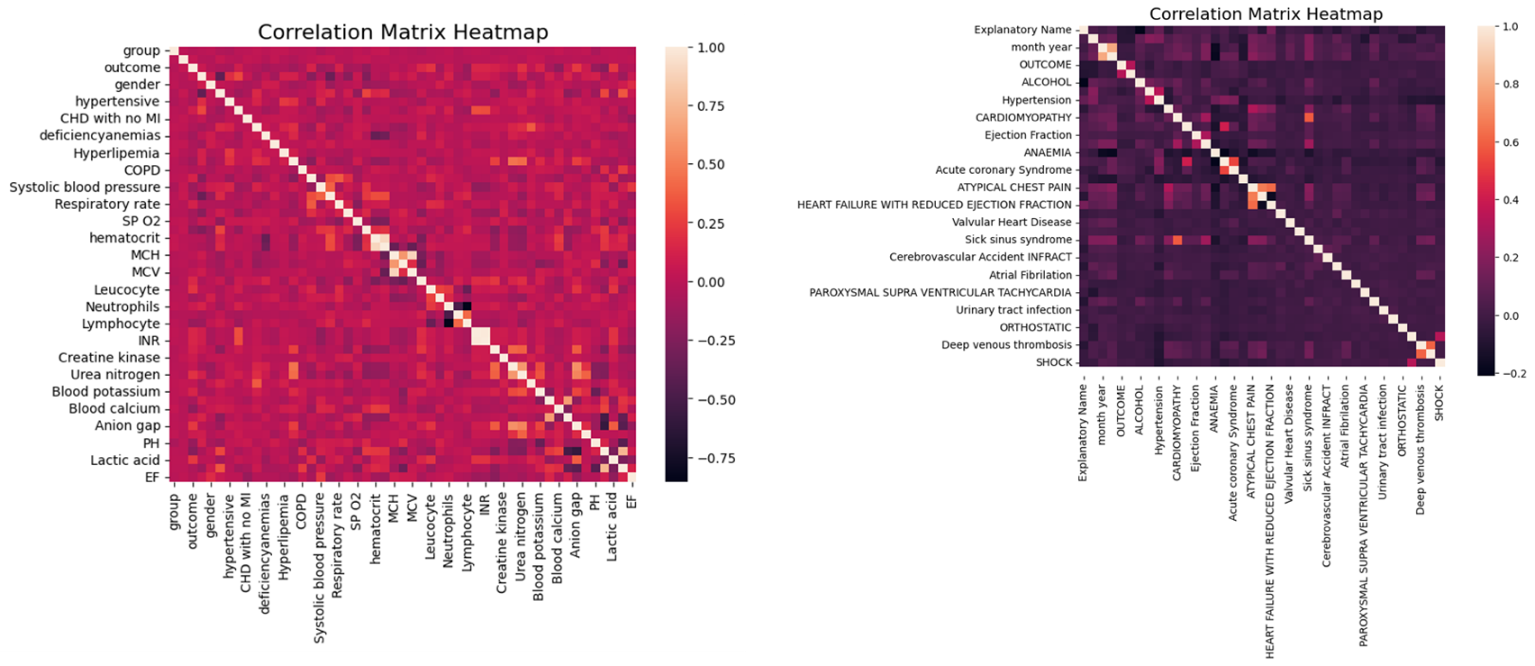 Correlation Matrix Heatmap
group
outcome
gender
hypertensive
CHD with no MI
deficiencyanemias
Hyperlipemia
COPD
Systolic blood pressure
Respiratory rate
SP O2
hematocrit
MCH
MCV
Leucocyte
Neutrophils
Lymphocyte
INR
Creatine kinase
Urea nitrogen
Blood potassium
Blood calcium
Anion gap
PH
Lactic acid
EF
group
outcome
gender
hypertensive
CHD with no MI
deficiencyanemias
Hyperlipemia
COPD
Systolic blood pressure
Respiratory rate
SP O2
hematocrit
MCH
MCV
Leucocyte
Neutrophils
Lymphocyte
INR
Creatine kinase
Urea nitrogen
Blood potassium
Blood calcium
Anion gap
PH
Lactic acid
EF
1.00
0.75
0.50
0.25
0.00
−0.25
−0.50
−0.75
Correlation Matrix Heatmap
Explanatory Name
month year
OUTCOME
ALCOHOL
Hypertension
CARDIOMYOPATHY
Ejection Fraction
ANAEMIA
Acute coronary Syndrome
ATYPICAL CHEST PAIN
HEART FAILURE WITH REDUCED EJECTION FRACTION
Valvular Heart Disease
Sick sinus syndrome
Cerebrovascular Accident INFRACT
Atrial Fibrilation
PAROXYSMAL SUPRA VENTRICULAR TACHYCARDIA
Urinary tract infection
ORTHOSTATIC
Deep venous thrombosis
SHOCK
Explanatory Name
month year
OUTCOME
ALCOHOL
Hypertension
CARDIOMYOPATHY
Ejection Fraction
ANAEMIA
Acute coronary Syndrome
ATYPICAL CHEST PAIN
HEART FAILURE WITH REDUCED EJECTION FRACTION
Valvular Heart Disease
Sick sinus syndrome
Cerebrovascular Accident INFRACT
Atrial Fibrilation
PAROXYSMAL SUPRA VENTRICULAR TACHYCARDIA
Urinary tract infection
ORTHOSTATIC
Deep venous thrombosis
SHOCK
1.0
0.8
0.6
0.4
0.2
0.0
−0.2